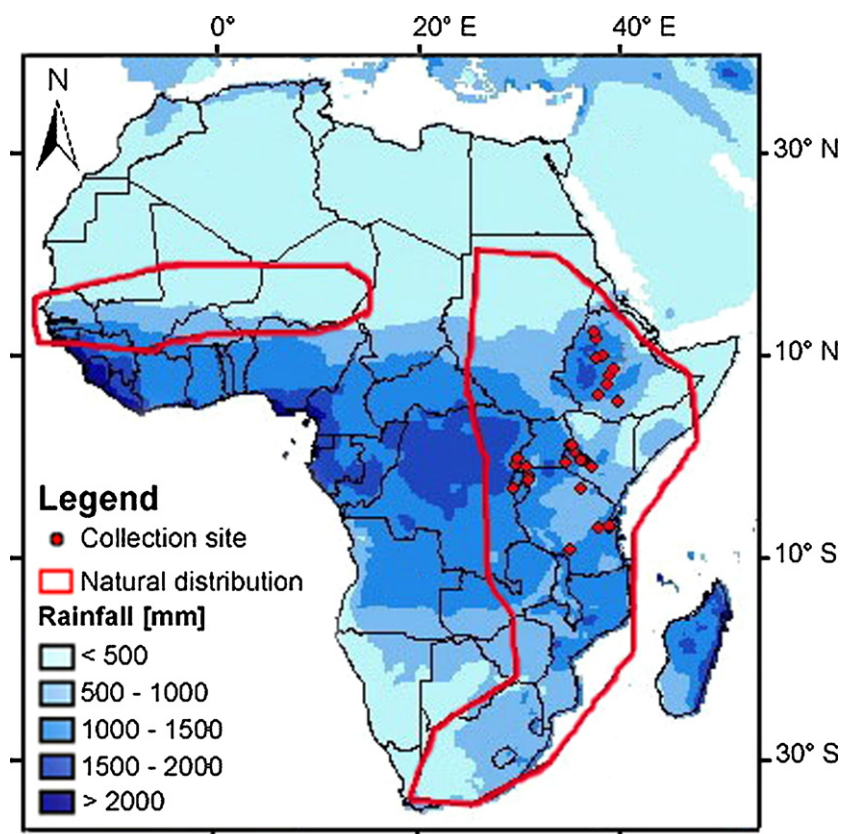 0° 20° E 40° E
N
30° N
10° N
Legend
Collection site
Natural distribution
10° S
Rainfall [mm]
< 500
500 - 1000
1000 - 1500
1500 - 2000
30° S
> 2000